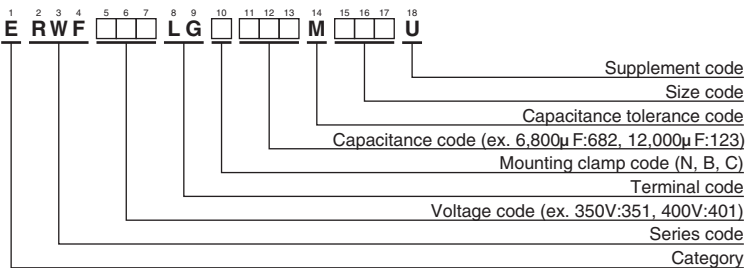 1 2 3 4 5 6 7 8 9 10 11 12 13 14 15 16 17 18
E RWF □□□ LG □ □□□ M □□□ U
Supplement code
Size code
Capacitance tolerance code
Capacitance code (ex. 6,800μF:682, 12,000μF:123)
Mounting clamp code (N, B, C)
Terminal code
Voltage code (ex. 350V:351, 400V:401)
Series code
Category